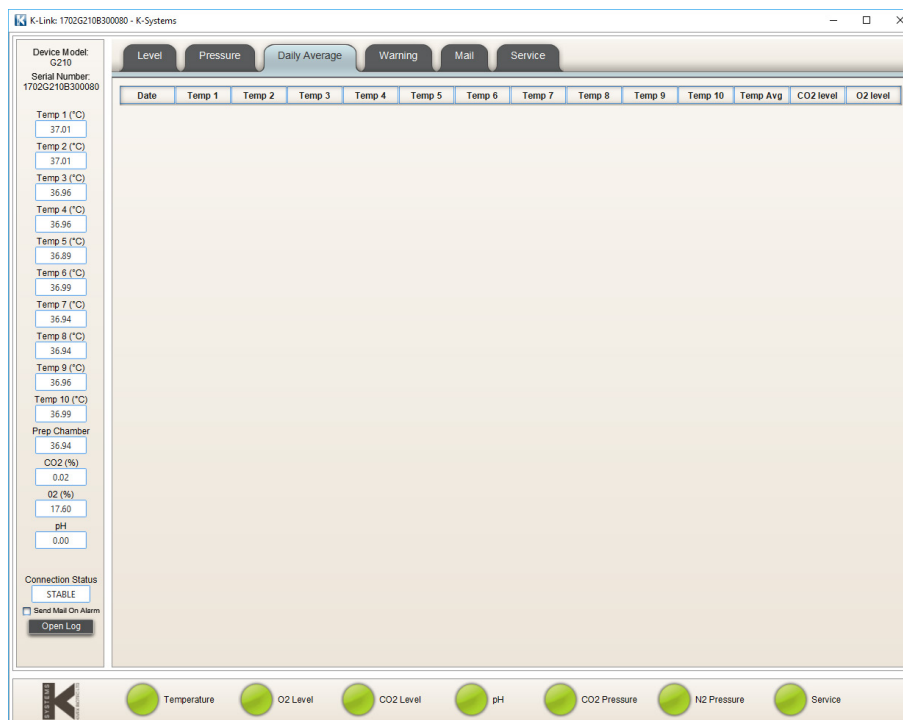 K-Link: 1702G210B300080 - K-Systems
Device Model:
G210
Serial Number:
1702G210B300080
Level Pressure Daily Average Warning Mail Service
Date Temp 1 Temp 2 Temp 3 Temp 4 Temp 5 Temp 6 Temp 7 Temp 8 Temp 9 Temp 10 Temp Avg CO2 level O2 level
Temp 1 (°C)
37.01
Temp 2 (°C)
37.01
Temp 3 (°C)
36.96
Temp 4 (°C)
36.96
Temp 5 (°C)
36.89
Temp 6 (°C)
36.99
Temp 7 (°C)
36.94
Temp 8 (°C)
36.94
Temp 9 (°C)
36.96
Temp 10 (°C)
36.99
Prep Chamber
36.94
CO2 (%)
0.02
02 (%)
17.60
pH
0.00
Connection Status
STABLE
Send Mail On Alarm
Open Log
SYSTEMS K
Temperature O2 Level CO2 Level pH CO2 Pressure N2 Pressure Service